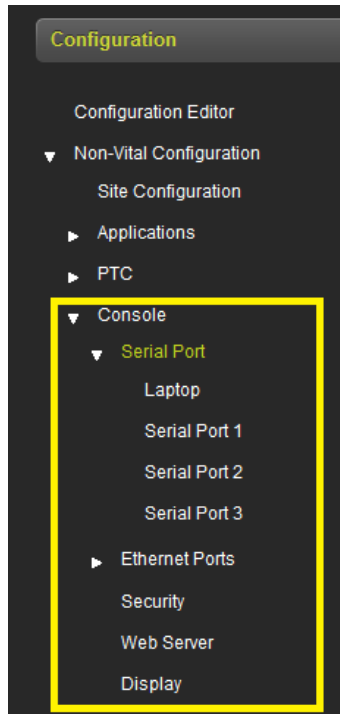 Configuration
Configuration Editor
Non-Vital Configuration
Site Configuration
Applications
PTC
Console
Serial Port
Laptop
Serial Port 1
Serial Port 2
Serial Port 3
Ethernet Ports
Security
Web Server
Display